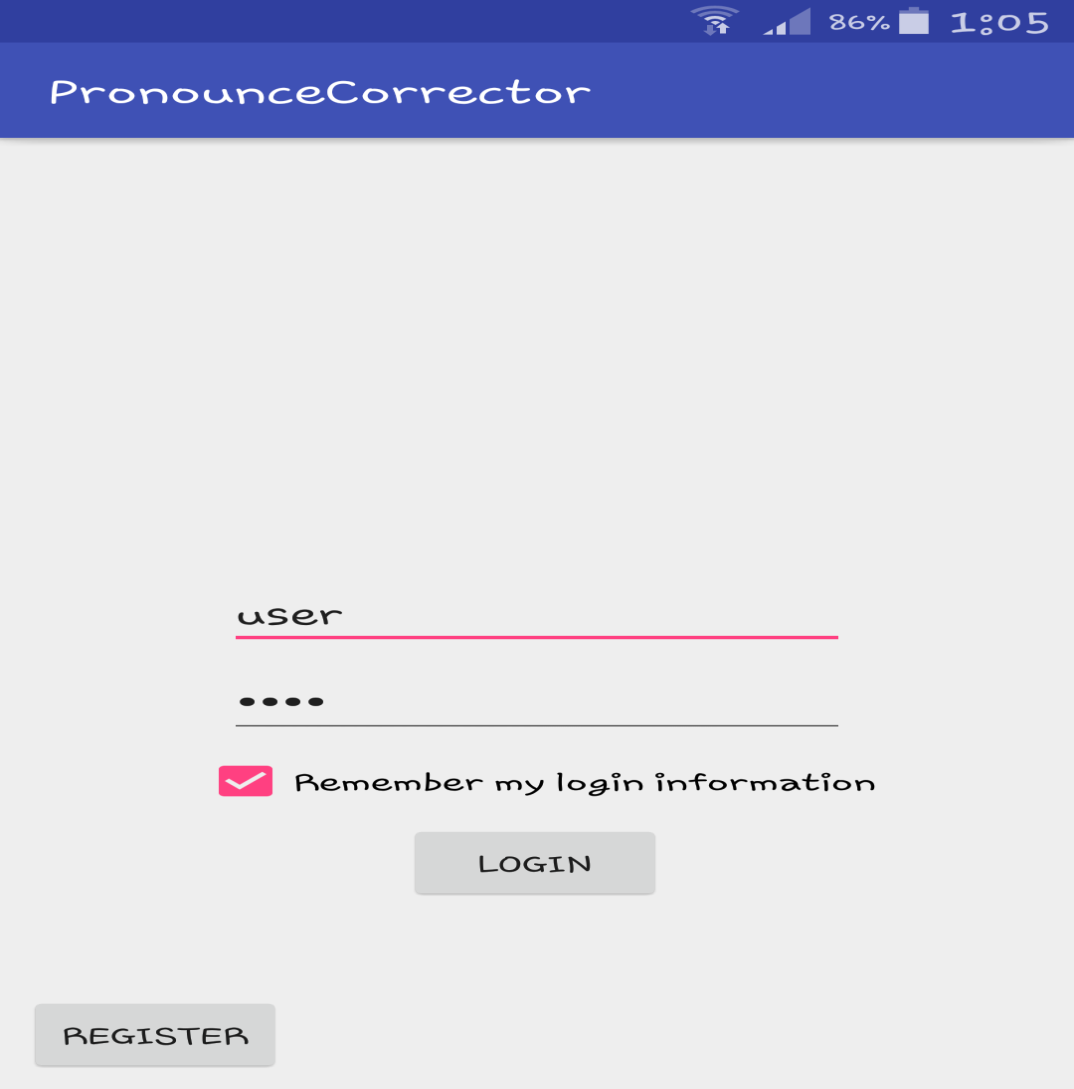 86% 1:05
PronounceCorrector
user
••••
Remember my login information
LOGIN
REGISTER